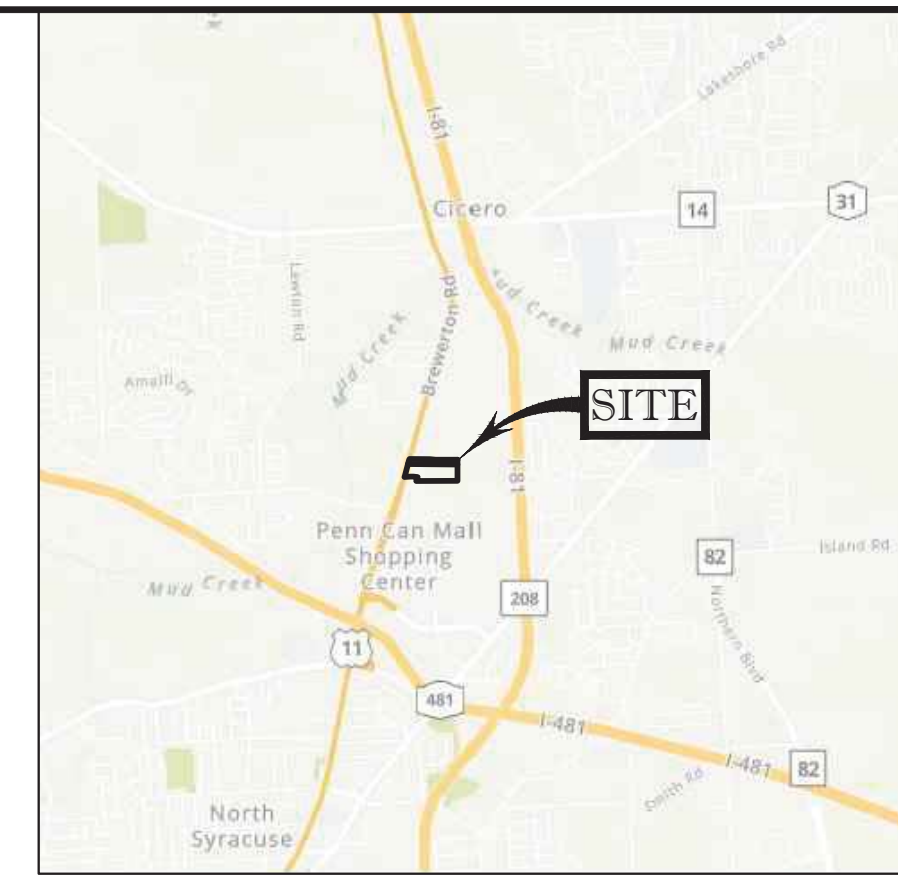 Lakeshore Rd
I-81
Cicero
14
31
Lawton Rd
Mud Creek
Brewerton Rd
Mud Creek
Mud Creek
Amalfi Dr
SITE
I-81
Penn Can Mall
Shopping
Center
Mud Creek
82
Island Rd
208
Northern Blvd
11
481
I-481
I-481
82
Smith Rd
North
Syracuse